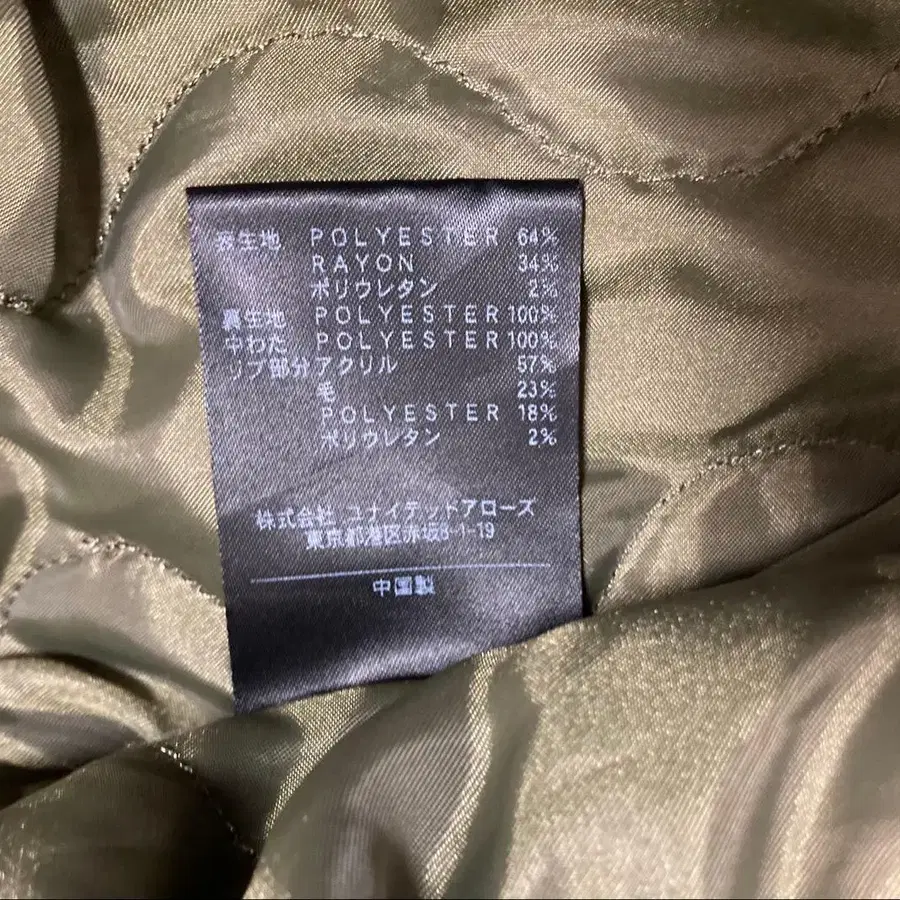 表生地 POLYESTER 64%
RAYON 34%
ポリウレタン 2%
裏生地 POLYESTER 100%
中わた POLYESTER 100%
リブ部分 アクリル 57%
毛 23%
POLYESTER 18%
ポリウレタン 2%
株式会社 ユナイテッドアローズ
東京都港区赤坂8-1-19
中国製